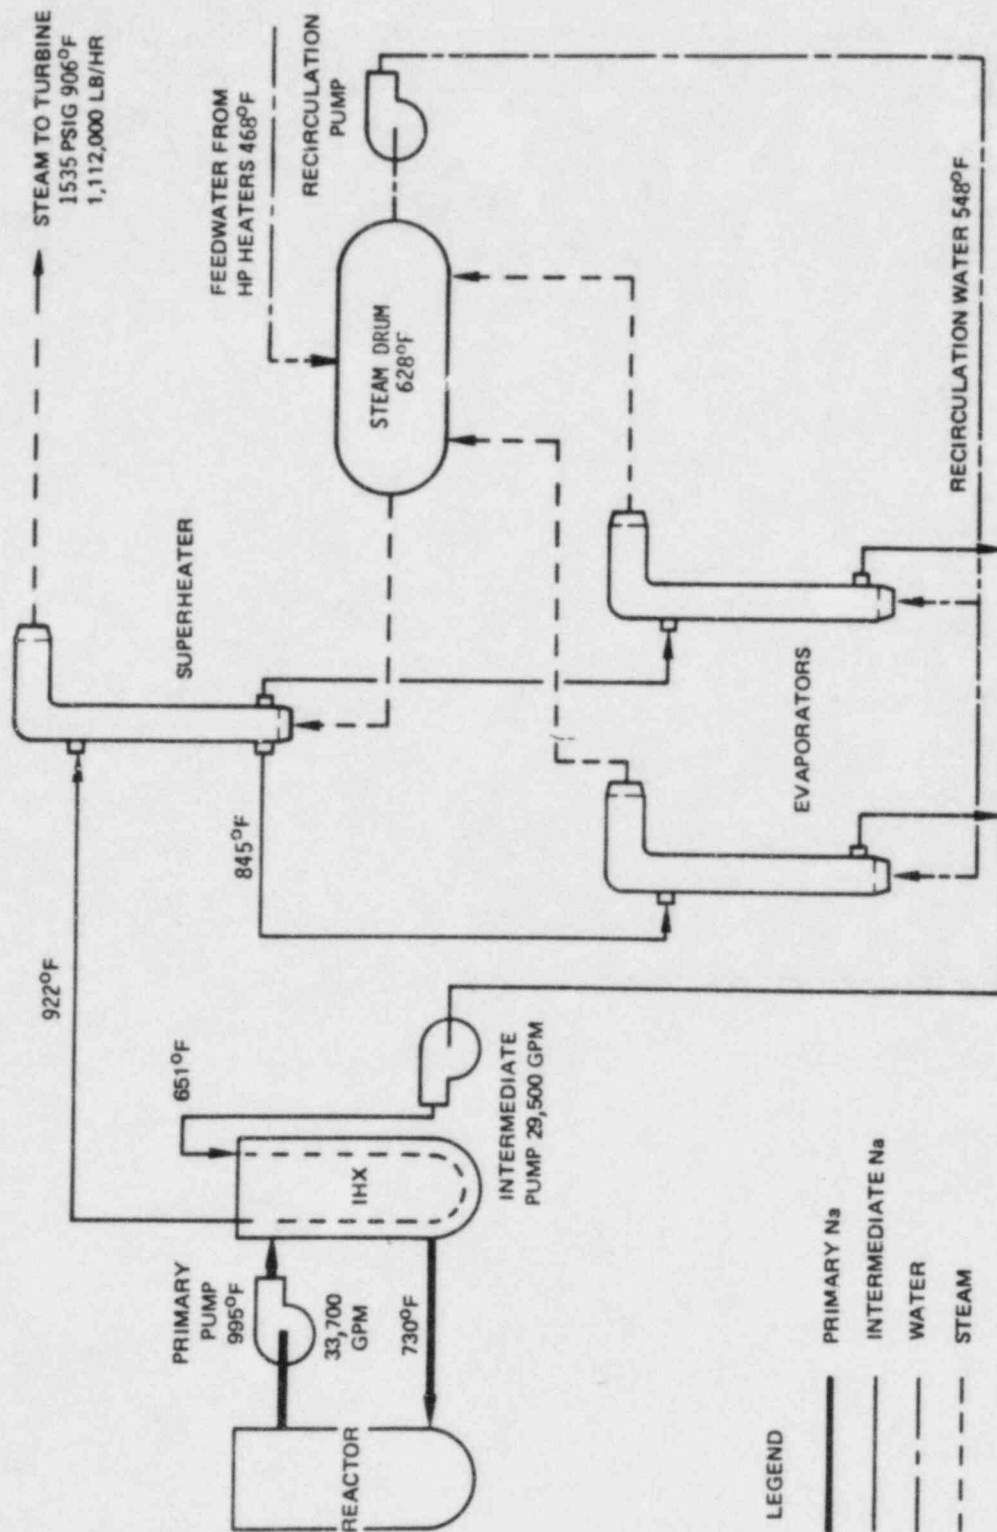 STEAM TO TURBINE
1535 PSIG 906°F
1,112,000 LB/HR
FEEDWATER FROM
HP HEATERS 468°F
RECIRCULATION
PUMP
STEAM DRUM
628°F
SUPERHEATER
922°F
845°F
651°F
EVAPORATORS
RECIRCULATION WATER 548°F
PRIMARY
PUMP
995°F
33,700
GPM
730°F
IHX
INTERMEDIATE
PUMP 29,500 GPM
REACTOR
LEGEND
PRIMARY Na
INTERMEDIATE Na
WATER
STEAM